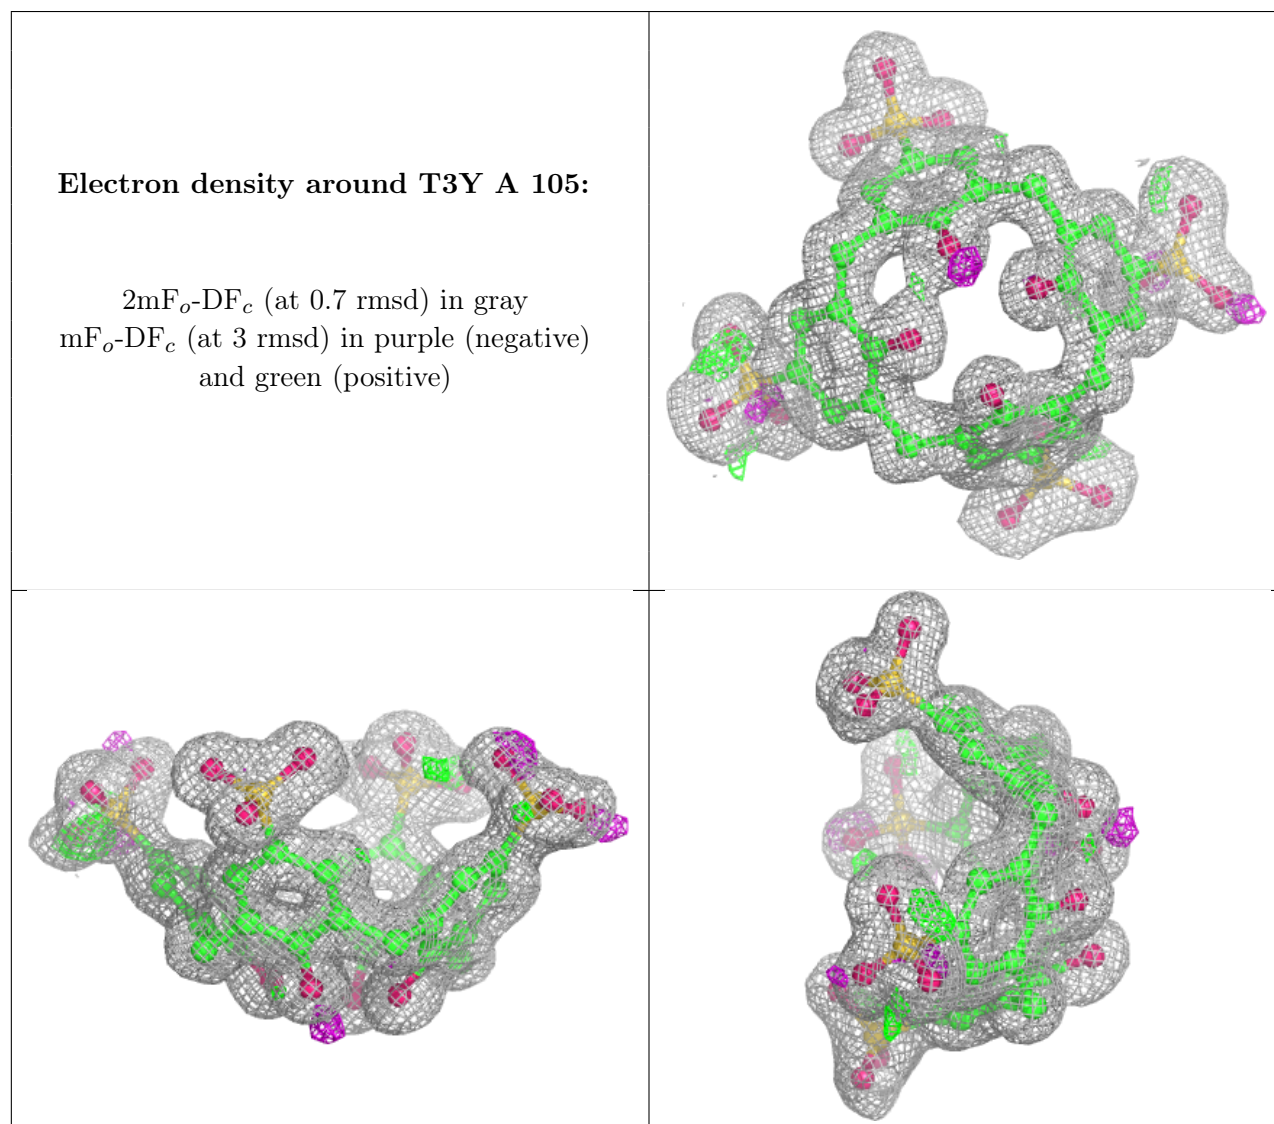 Electron density around T3Y A 105:
2mFo-DFc (at 0.7 rmsd) in gray
mFo-DFc (at 3 rmsd) in purple (negative)
and green (positive)